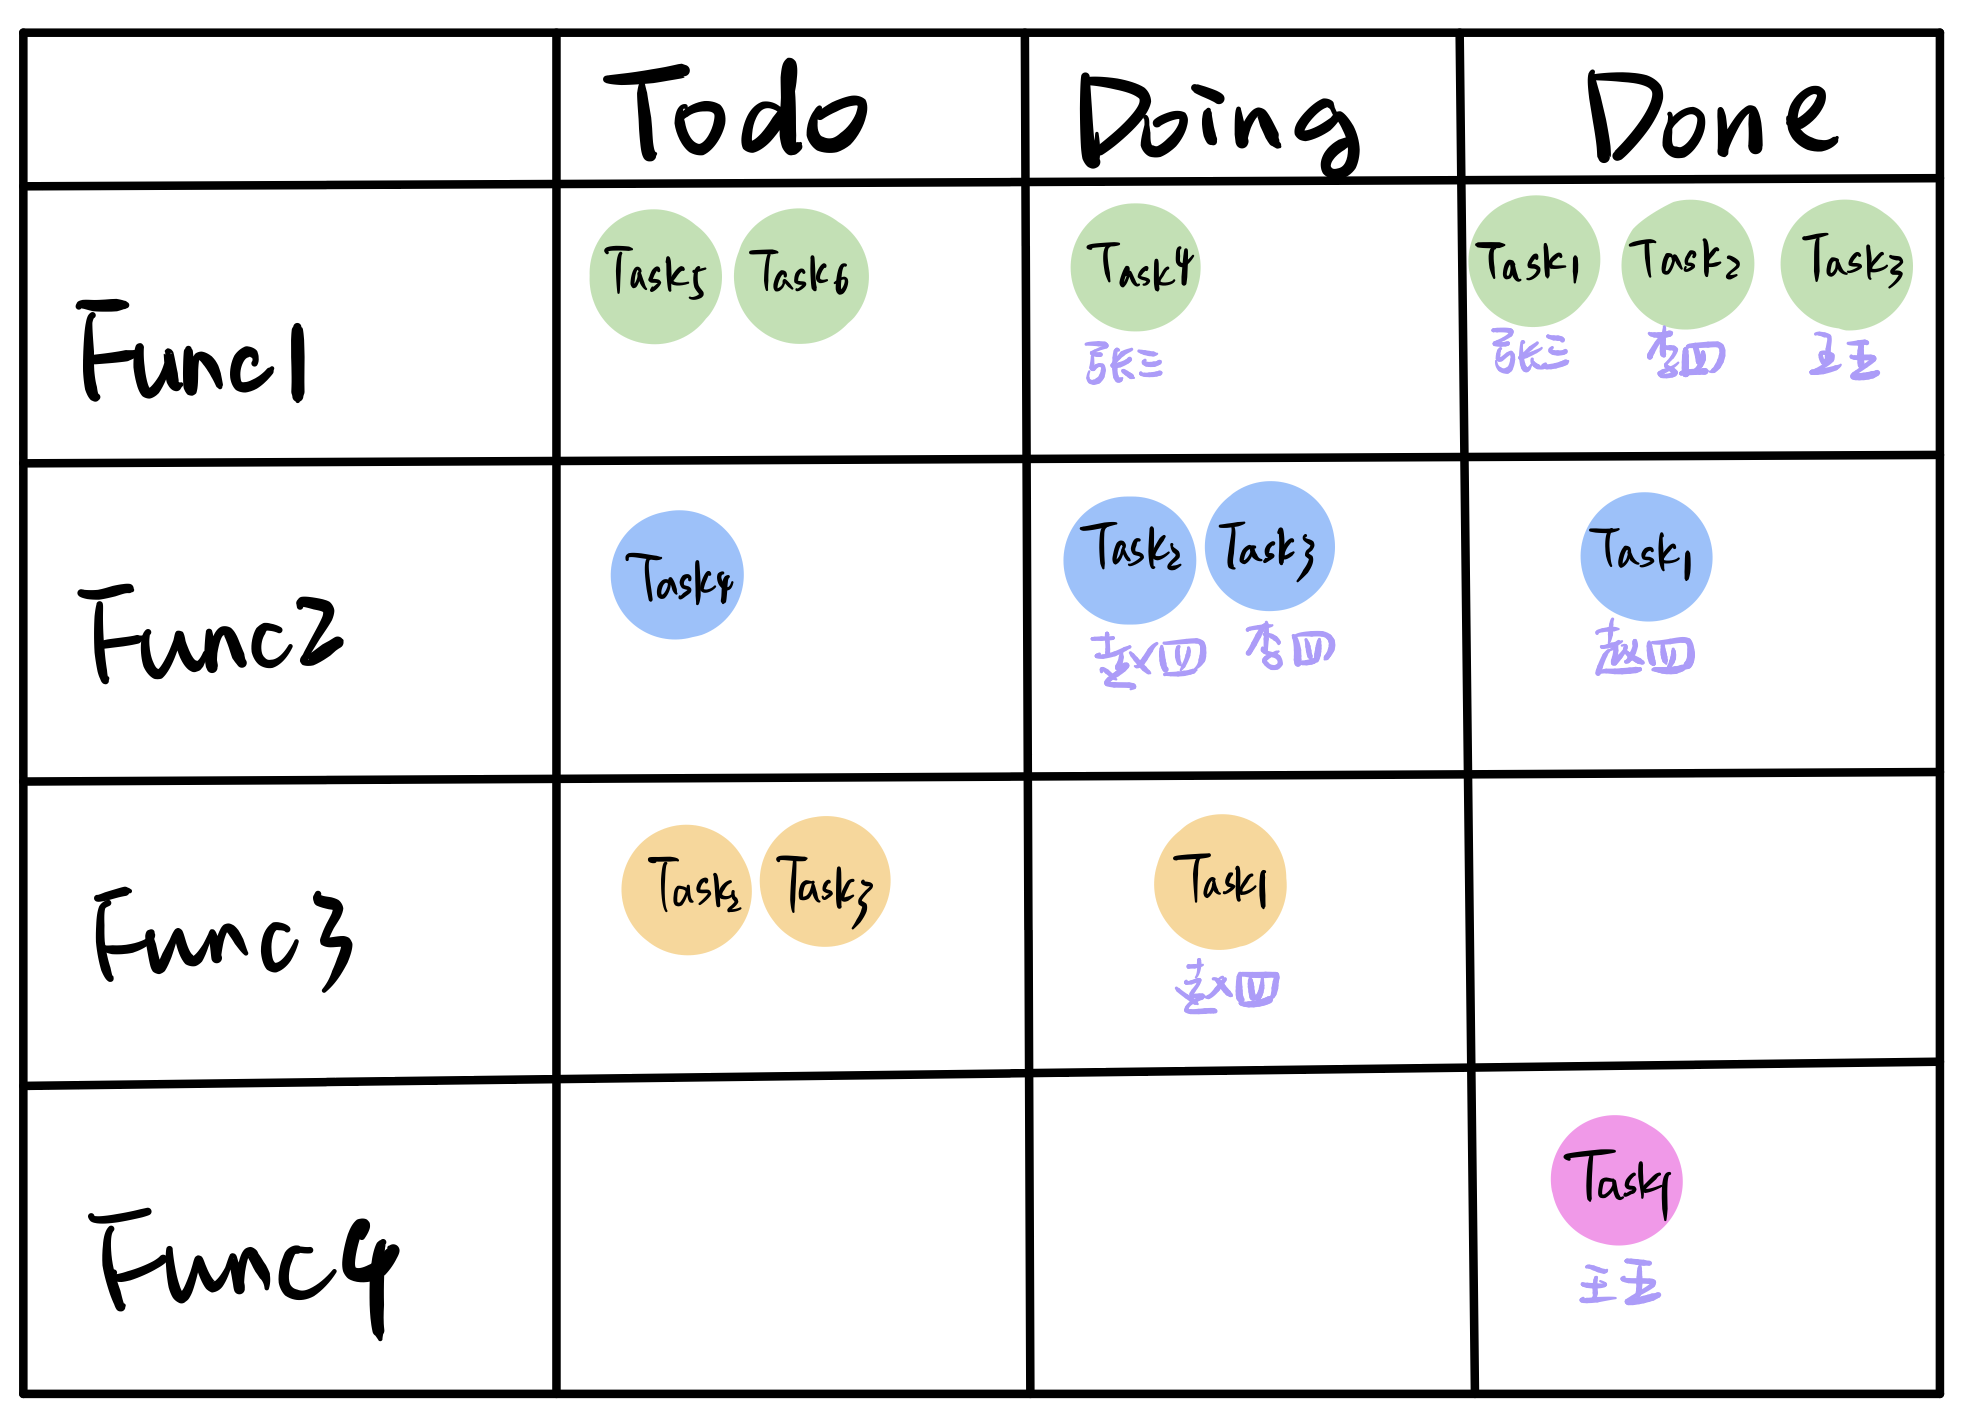 Todo Doing Done
Func1
Task5 Task6 Task4 Task1 Task2 Task3
张三 张三 李四 王五
Func2
Task4 Task2 Task3 Task1
赵四 李四 赵四
Func3
Task2 Task3 Task1
赵四
Func4
Task1
王五